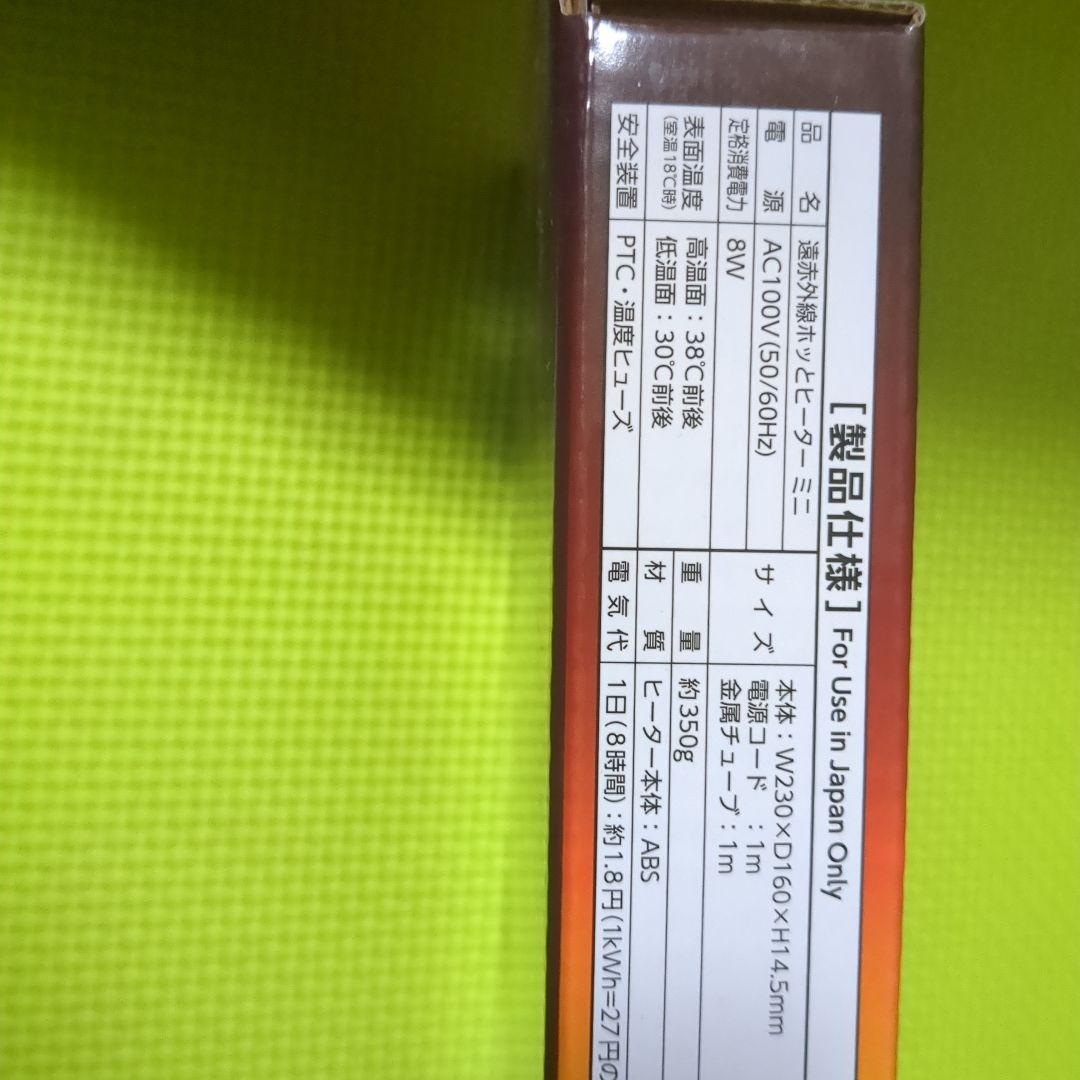 [製品仕様] For Use in Japan Only
品名 遠赤外線ホッとヒーター ミニ
電源 AC100V(50/60Hz)
定格消費電力 8W
表面温度 高温面:38℃前後
(室温18℃時) 低温面:30℃前後
安全装置 PTC・温度ヒューズ
サイズ 本体:W230×D160×H14.5mm
電源コード :1m
金属チューブ:1m
重量 約350g
材質 ヒーター本体:ABS
電気代 1日(8時間):約1.8円(1kWh=27円の